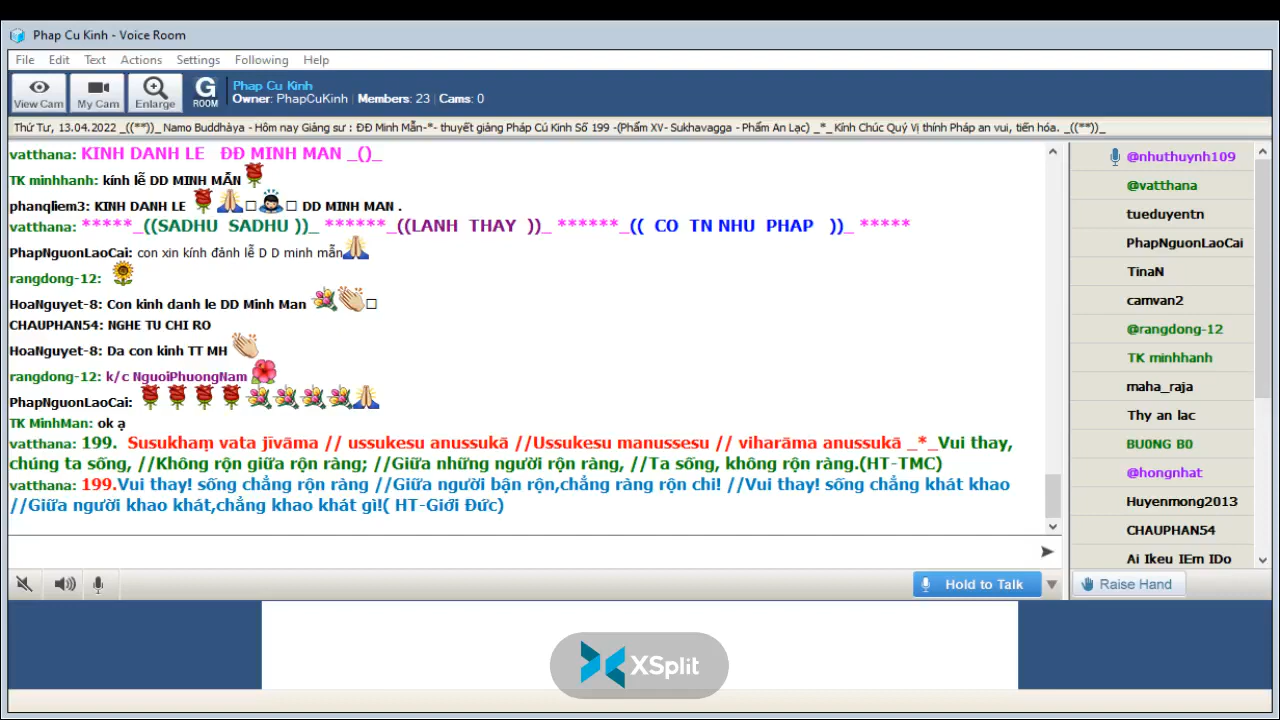 Phap Cu Kinh - Voice Room
File Edit Text Actions Settings Following Help
View Cam My Cam Enlarge G ROOM
Phap Cu Kinh
Owner: PhapCuKinh | Members: 23 | Cams: 0
Thứ Tư, 13.04.2022 _((**))_ Namo Buddhàya - Hôm nay Giảng sư : ĐĐ Minh Mẫn-*- thuyết giảng Pháp Cú Kinh Số 199 -(Phẩm XV- Sukhavagga - Phẩm An Lạc) _*_ Kính Chúc Quý Vị thính Pháp an vui, tiến hóa. _((**))_
vatthana: KINH DANH LE ĐĐ MINH MAN _()_
TK minhhanh: kính lễ DD MINH MẪN
phanqliem3: KINH DANH LE DD MINH MAN .
vatthana: *****_((SADHU SADHU ))_ ******_((LANH THAY ))_ ******_(( CO TN NHU PHAP ))_ *****
PhapNguonLaoCai: con xin kính đảnh lễ D D minh mẫn
rangdong-12:
HoaNguyet-8: Con kinh danh le DD Minh Man
CHAUPHAN54: NGHE TU CHI RO
HoaNguyet-8: Da con kinh TT MH
rangdong-12: k/c NguoiPhuongNam
PhapNguonLaoCai:
TK MinhMan: ok ạ
vatthana: 199. Susukhaṃ vata jīvāma // ussukesu anussukā //Ussukesu manussesu // viharāma anussukā _*_Vui thay,
chúng ta sống, //Không rộn giữa rộn ràng; //Giữa những người rộn ràng, //Ta sống, không rộn ràng.(HT-TMC)
vatthana: 199.Vui thay! sống chẳng rộn ràng //Giữa người bận rộn,chẳng ràng rộn chi! //Vui thay! sống chẳng khát khao
//Giữa người khao khát,chẳng khao khát gì!( HT-Giới Đức)
@nhuthuynh109
@vatthana
tueduyentn
PhapNguonLaoCai
TinaN
camvan2
@rangdong-12
TK minhhanh
maha_raja
Thy an lac
BU0NG B0
@hongnhat
Huyenmong2013
CHAUPHAN54
Ai Ikeu IEm IDo
Hold to Talk
Raise Hand
XSplit